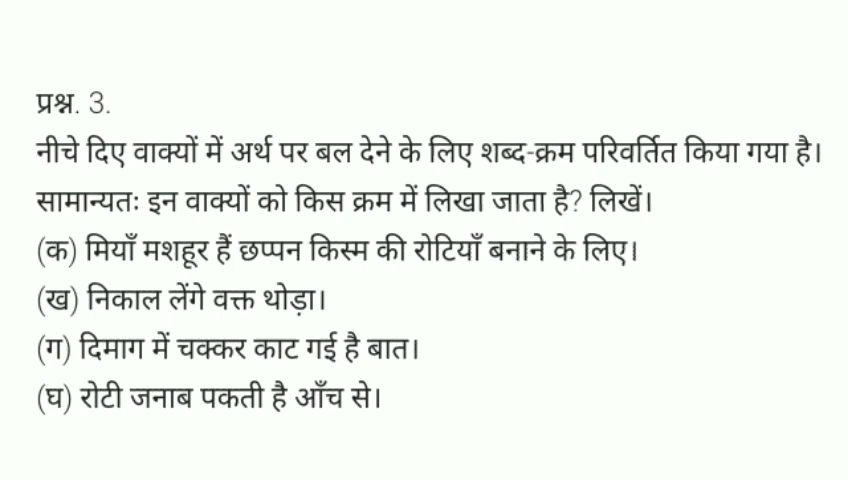 प्रश्न. 3.
नीचे दिए वाक्यों में अर्थ पर बल देने के लिए शब्द-क्रम परिवर्तित किया गया है।
सामान्यतः इन वाक्यों को किस क्रम में लिखा जाता है? लिखें।
(क) मियाँ मशहूर हैं छप्पन किस्म की रोटियाँ बनाने के लिए।
(ख) निकाल लेंगे वक्त थोड़ा।
(ग) दिमाग में चक्कर काट गई है बात।
(घ) रोटी जनाब पकती है आँच से।